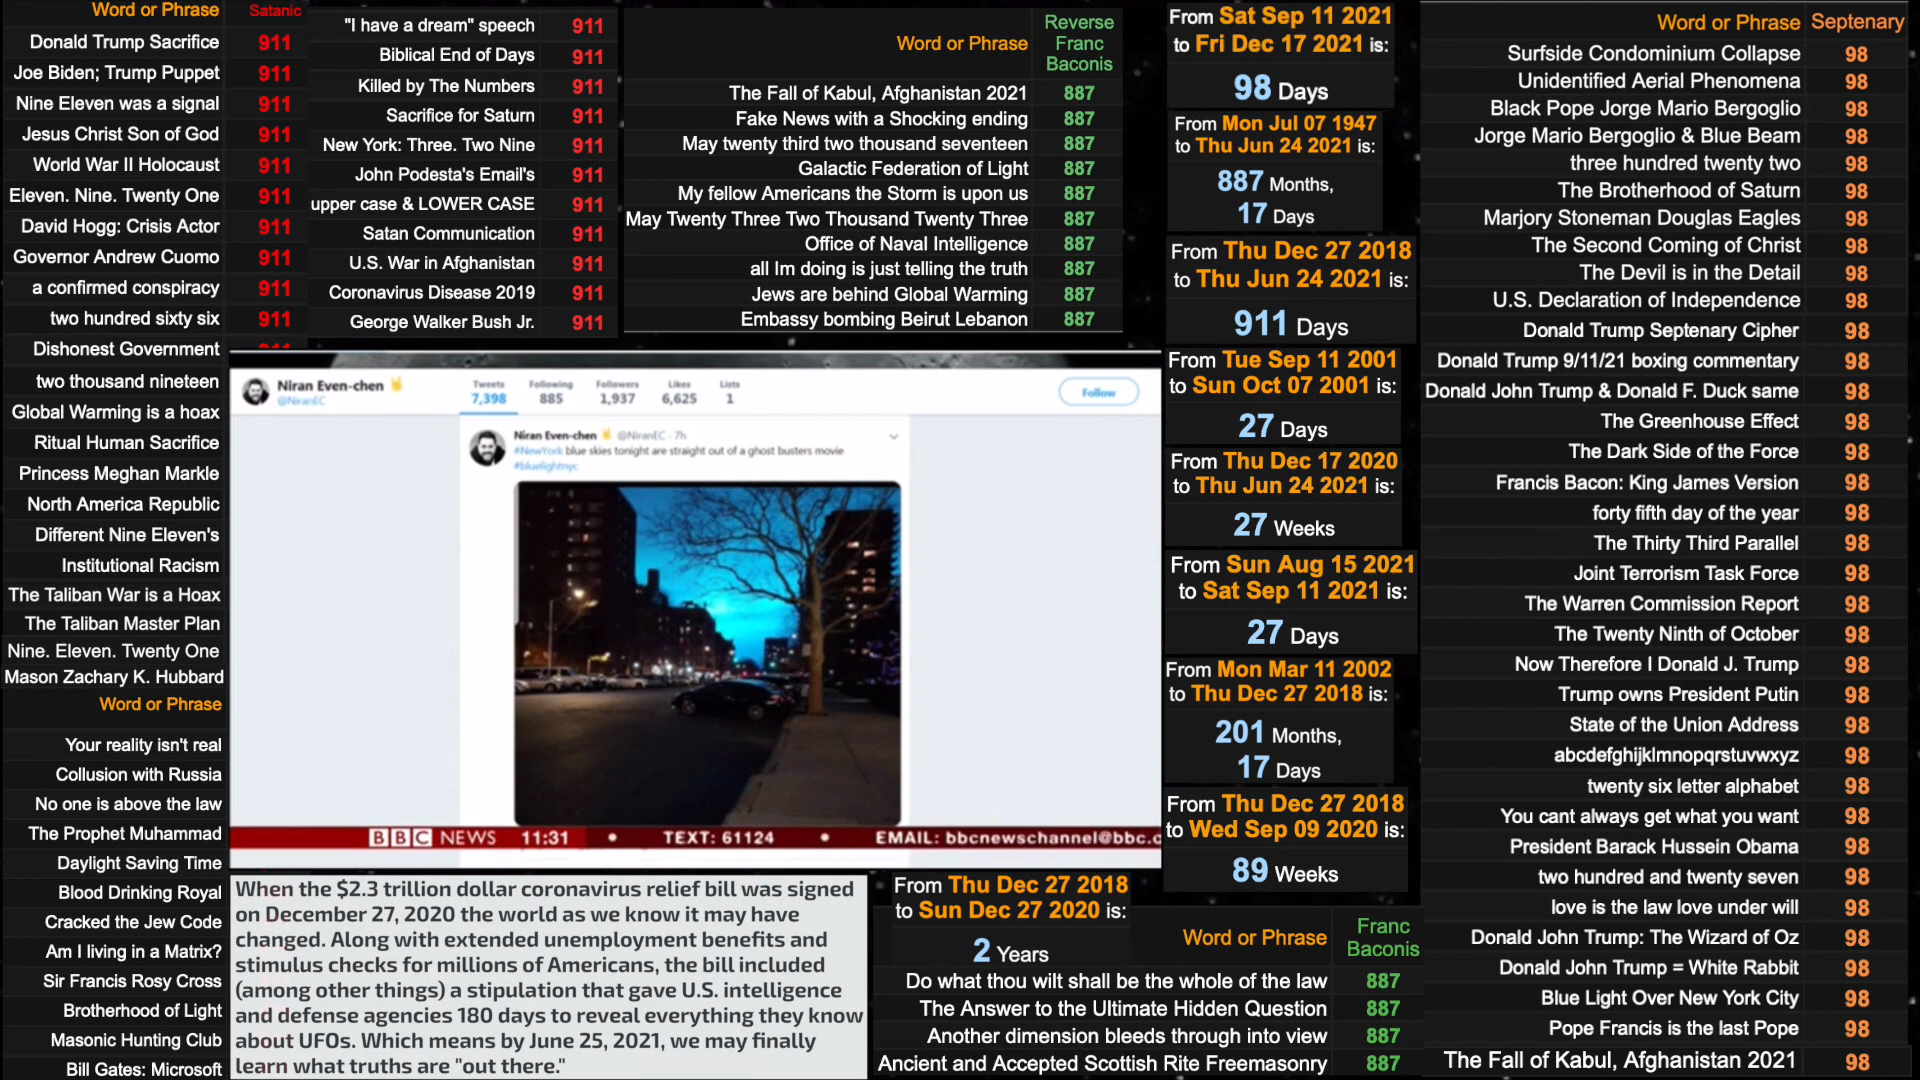 Word or Phrase Satanic
Donald Trump Sacrifice 911
Joe Biden; Trump Puppet 911
Nine Eleven was a signal 911
Jesus Christ Son of God 911
World War II Holocaust 911
Eleven. Nine. Twenty One 911
David Hogg: Crisis Actor 911
Governor Andrew Cuomo 911
a confirmed conspiracy 911
two hundred sixty six 911
Dishonest Government
two thousand nineteen
Global Warming is a hoax
Ritual Human Sacrifice
Princess Meghan Markle
North America Republic
Different Nine Eleven's
Institutional Racism
The Taliban War is a Hoax
The Taliban Master Plan
Nine. Eleven. Twenty One
Mason Zachary K. Hubbard
Word or Phrase
Your reality isn't real
Collusion with Russia
No one is above the law
The Prophet Muhammad
Daylight Saving Time
Blood Drinking Royal
Cracked the Jew Code
Am I living in a Matrix?
Sir Francis Rosy Cross
Brotherhood of Light
Masonic Hunting Club
Bill Gates: Microsoft
"I have a dream" speech 911
Biblical End of Days 911
Killed by The Numbers 911
Sacrifice for Saturn 911
New York: Three. Two Nine 911
John Podesta's Email's 911
upper case & LOWER CASE 911
Satan Communication 911
U.S. War in Afghanistan 911
Coronavirus Disease 2019 911
George Walker Bush Jr. 911
Word or Phrase Reverse Franc Baconis
The Fall of Kabul, Afghanistan 2021 887
Fake News with a Shocking ending 887
May twenty third two thousand seventeen 887
Galactic Federation of Light 887
My fellow Americans the Storm is upon us 887
May Twenty Three Two Thousand Twenty Three 887
Office of Naval Intelligence 887
all Im doing is just telling the truth 887
Jews are behind Global Warming 887
Embassy bombing Beirut Lebanon 887
Niran Even-chen
@NiranEC
Tweets Following Followers Likes Lists
7,398 885 1,937 6,625 1
Follow
Niran Even-chen @NiranEC · 7h
#NewYork blue skies tonight are straight out of a ghost busters movie
#bluelightnyc
BBC NEWS 11:31 • TEXT: 61124 • EMAIL: bbcnewschannel@bbc.c
When the $2.3 trillion dollar coronavirus relief bill was signed
on December 27, 2020 the world as we know it may have
changed. Along with extended unemployment benefits and
stimulus checks for millions of Americans, the bill included
(among other things) a stipulation that gave U.S. intelligence
and defense agencies 180 days to reveal everything they know
about UFOs. Which means by June 25, 2021, we may finally
learn what truths are "out there."
From Thu Dec 27 2018
to Sun Dec 27 2020 is:
2 Years
Word or Phrase Franc Baconis
Do what thou wilt shall be the whole of the law 887
The Answer to the Ultimate Hidden Question 887
Another dimension bleeds through into view 887
Ancient and Accepted Scottish Rite Freemasonry 887
From Sat Sep 11 2021
to Fri Dec 17 2021 is:
98 Days
From Mon Jul 07 1947
to Thu Jun 24 2021 is:
887 Months,
17 Days
From Thu Dec 27 2018
to Thu Jun 24 2021 is:
911 Days
From Tue Sep 11 2001
to Sun Oct 07 2001 is:
27 Days
From Thu Dec 17 2020
to Thu Jun 24 2021 is:
27 Weeks
From Sun Aug 15 2021
to Sat Sep 11 2021 is:
27 Days
From Mon Mar 11 2002
to Thu Dec 27 2018 is:
201 Months,
17 Days
From Thu Dec 27 2018
to Wed Sep 09 2020 is:
89 Weeks
Word or Phrase Septenary
Surfside Condominium Collapse 98
Unidentified Aerial Phenomena 98
Black Pope Jorge Mario Bergoglio 98
Jorge Mario Bergoglio & Blue Beam 98
three hundred twenty two 98
The Brotherhood of Saturn 98
Marjory Stoneman Douglas Eagles 98
The Second Coming of Christ 98
The Devil is in the Detail 98
U.S. Declaration of Independence 98
Donald Trump Septenary Cipher 98
Donald Trump 9/11/21 boxing commentary 98
Donald John Trump & Donald F. Duck same 98
The Greenhouse Effect 98
The Dark Side of the Force 98
Francis Bacon: King James Version 98
forty fifth day of the year 98
The Thirty Third Parallel 98
Joint Terrorism Task Force 98
The Warren Commission Report 98
The Twenty Ninth of October 98
Now Therefore I Donald J. Trump 98
Trump owns President Putin 98
State of the Union Address 98
abcdefghijklmnopqrstuvwxyz 98
twenty six letter alphabet 98
You cant always get what you want 98
President Barack Hussein Obama 98
two hundred and twenty seven 98
love is the law love under will 98
Donald John Trump: The Wizard of Oz 98
Donald John Trump = White Rabbit 98
Blue Light Over New York City 98
Pope Francis is the last Pope 98
The Fall of Kabul, Afghanistan 2021 98